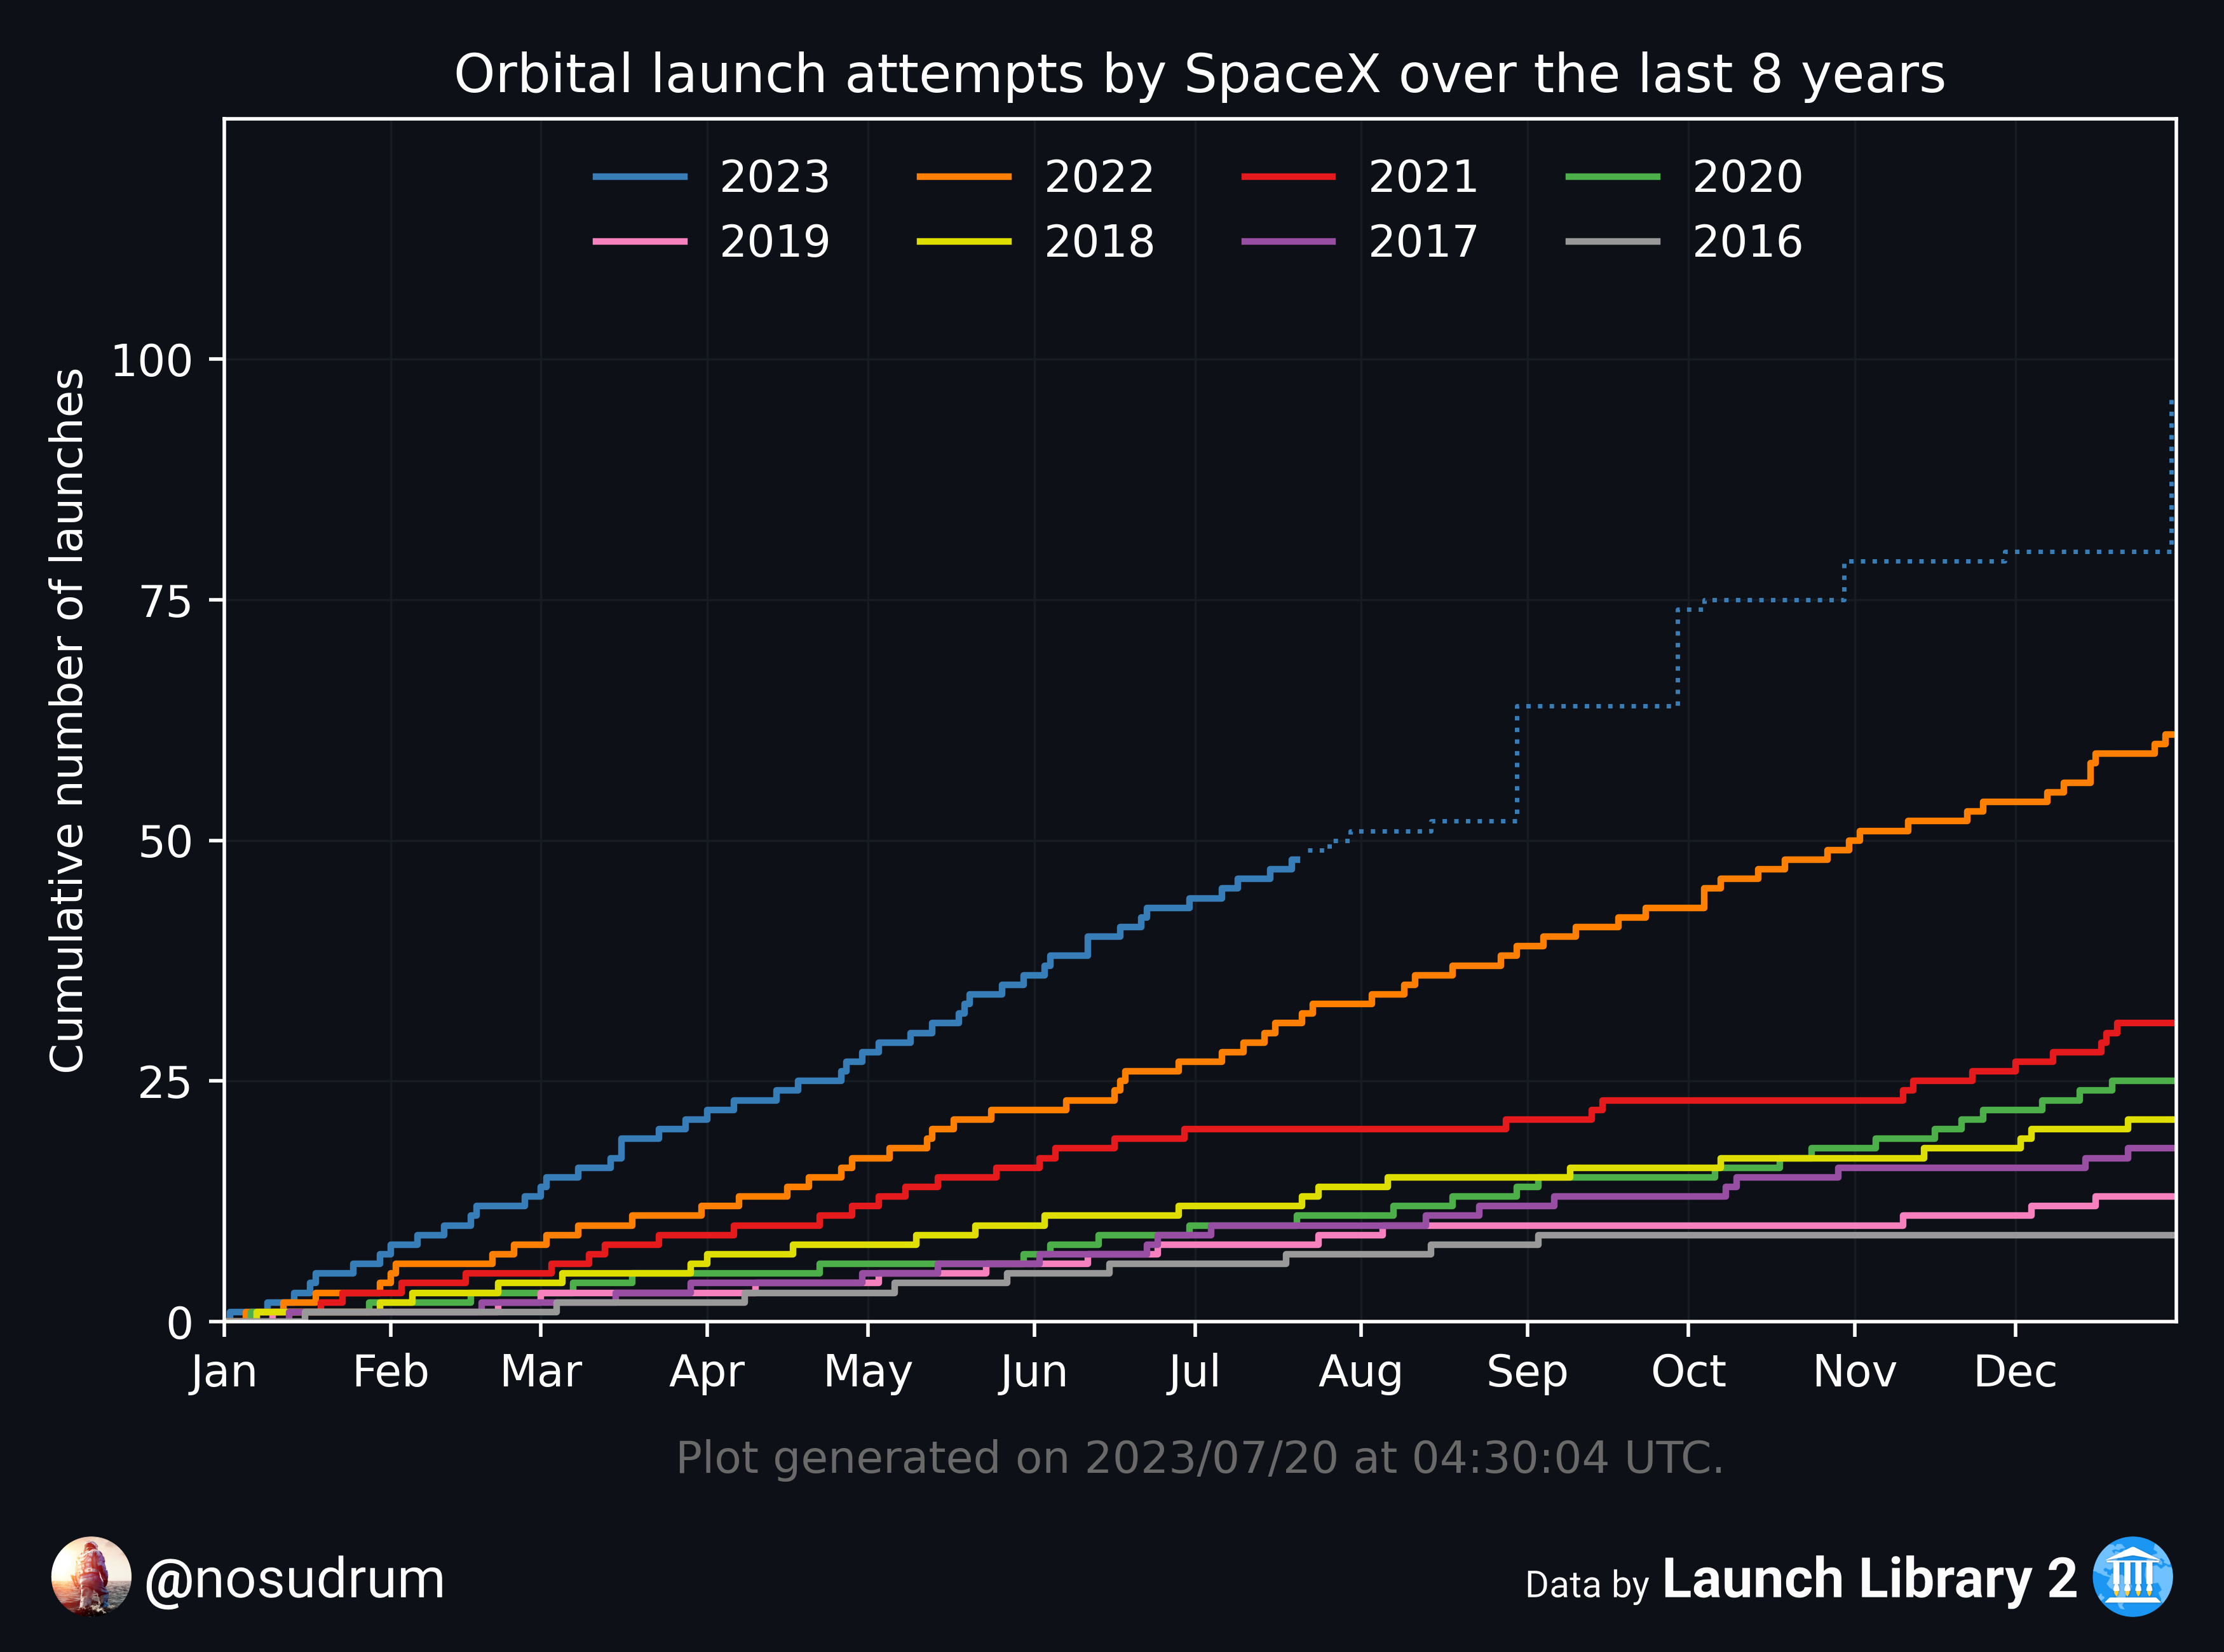 Orbital launch attempts by SpaceX over the last 8 years
2023 2022 2021 2020
2019 2018 2017 2016
Cumulative number of launches
100
75
50
25
0
Jan Feb Mar Apr May Jun Jul Aug Sep Oct Nov Dec
Plot generated on 2023/07/20 at 04:30:04 UTC.
@nosudrum
Data by Launch Library 2